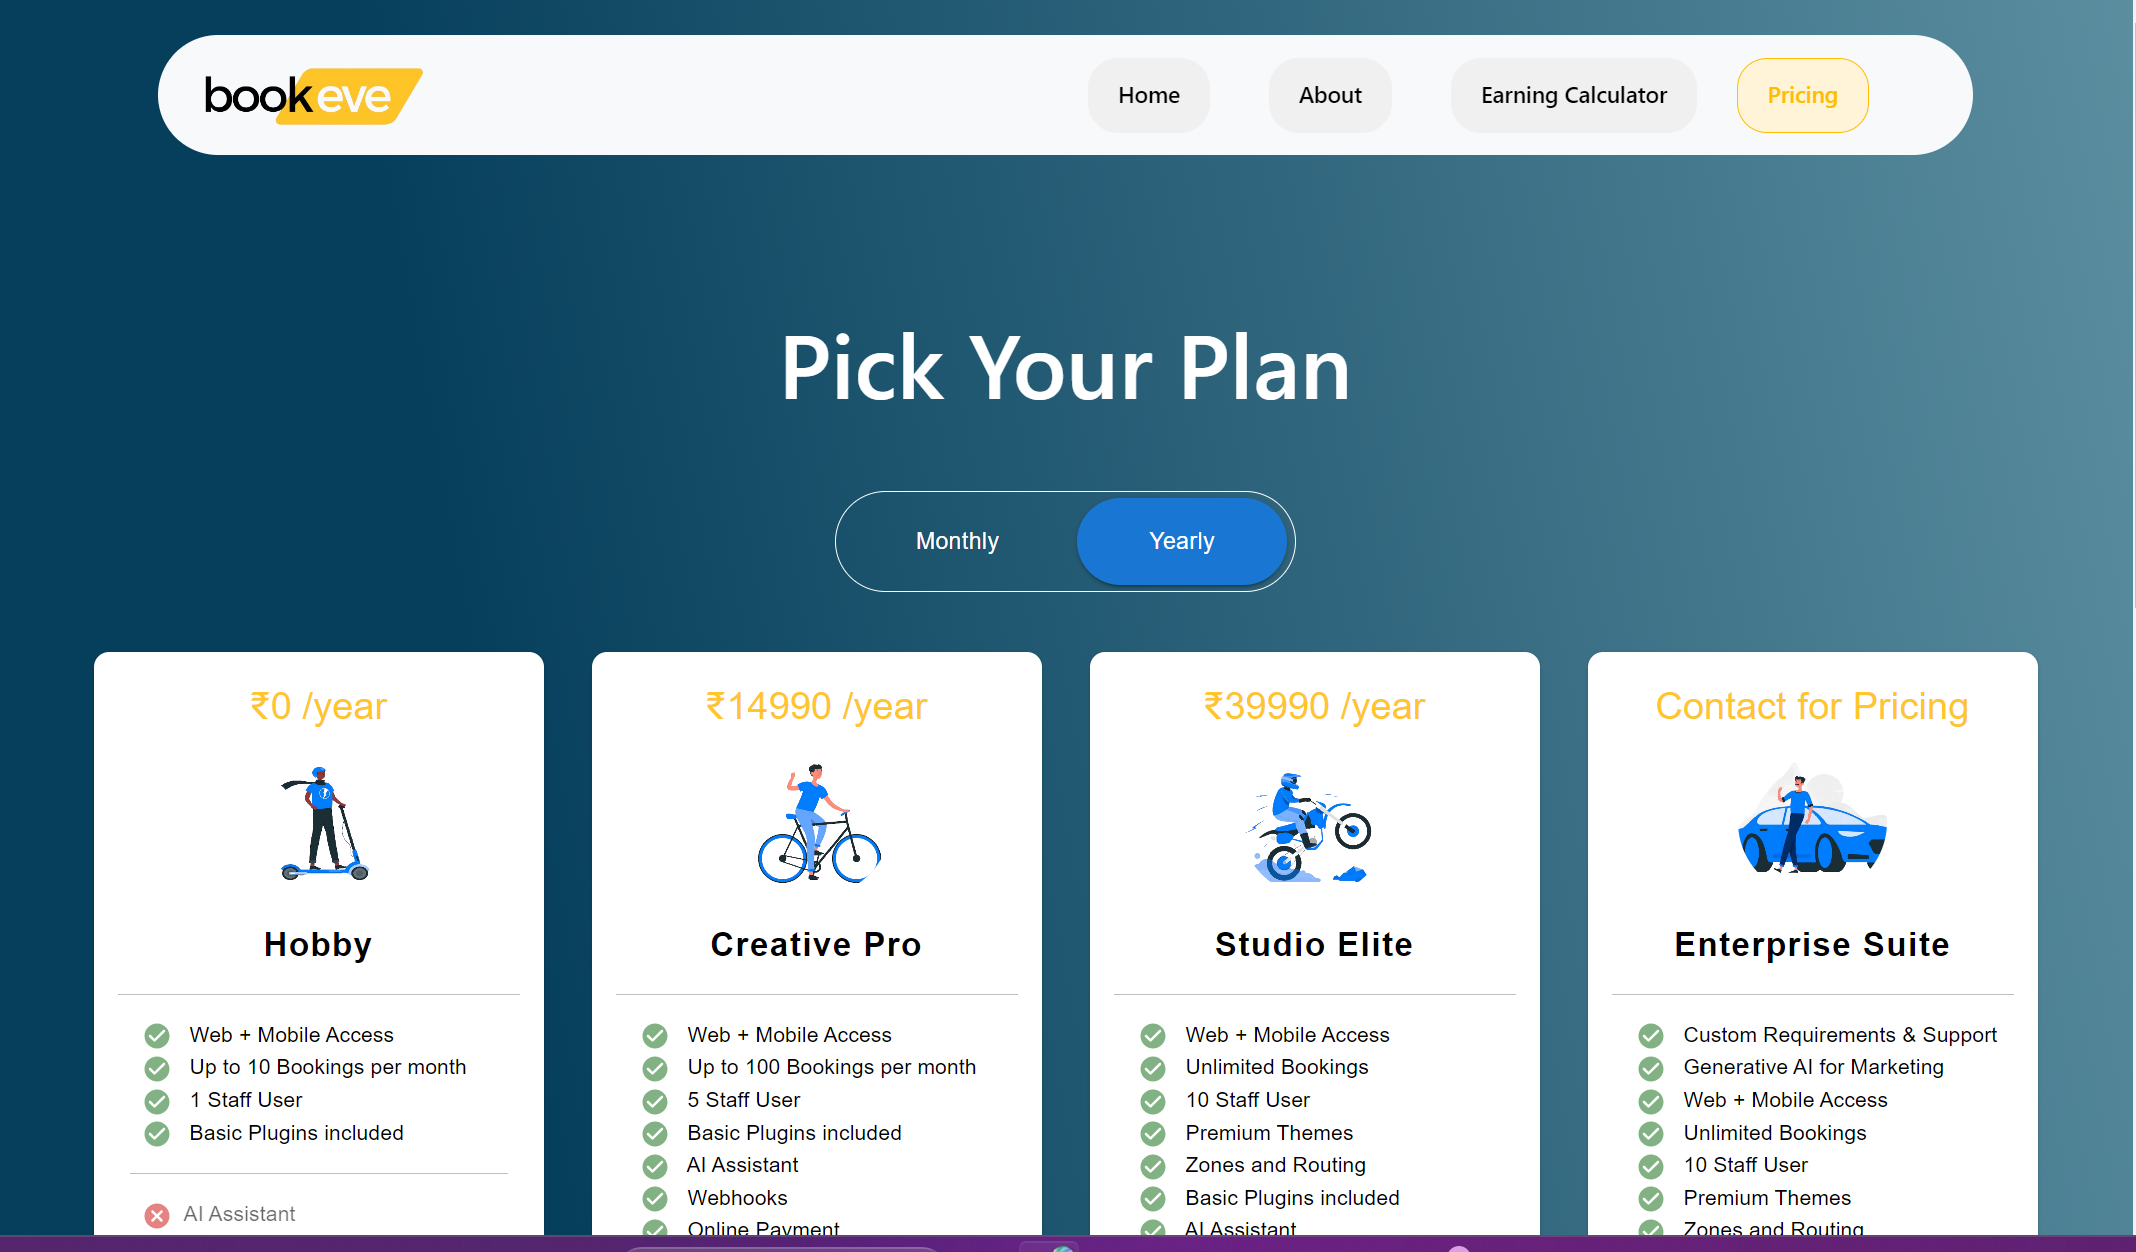 bookeve
Home
About
Earning Calculator
Pricing
Pick Your Plan
Monthly
Yearly
₹0 /year
Hobby
Web + Mobile Access
Up to 10 Bookings per month
1 Staff User
Basic Plugins included
AI Assistant
₹14990 /year
Creative Pro
Web + Mobile Access
Up to 100 Bookings per month
5 Staff User
Basic Plugins included
AI Assistant
Webhooks
Online Payment
₹39990 /year
Studio Elite
Web + Mobile Access
Unlimited Bookings
10 Staff User
Premium Themes
Zones and Routing
Basic Plugins included
AI Assistant
Contact for Pricing
Enterprise Suite
Custom Requirements & Support
Generative AI for Marketing
Web + Mobile Access
Unlimited Bookings
10 Staff User
Premium Themes
Zones and Routing